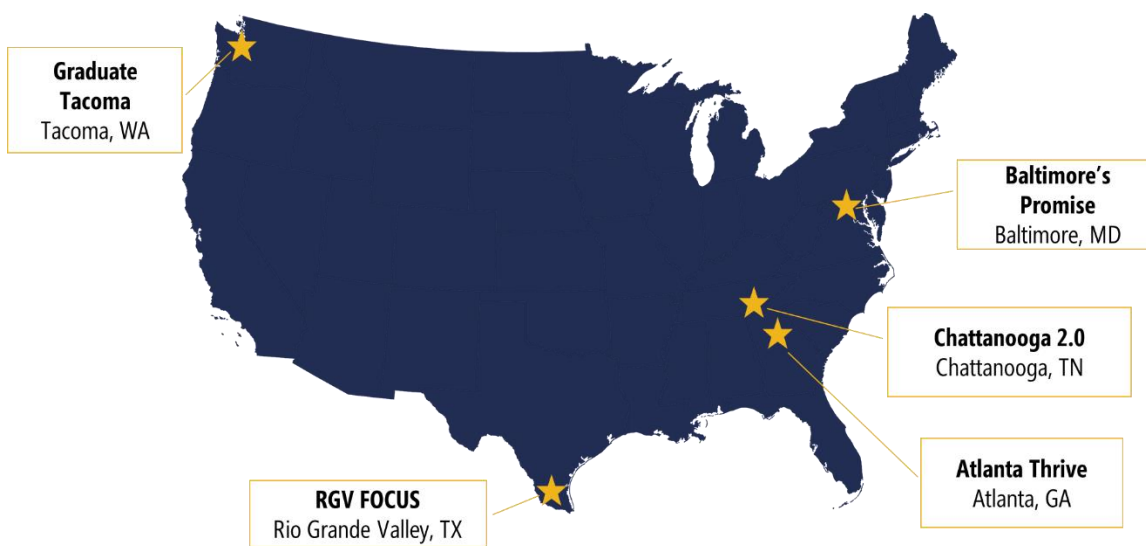 Graduate
Tacoma
Tacoma, WA
Baltimore’s
Promise
Baltimore, MD
Chattanooga 2.0
Chattanooga, TN
Atlanta Thrive
Atlanta, GA
RGV FOCUS
Rio Grande Valley, TX